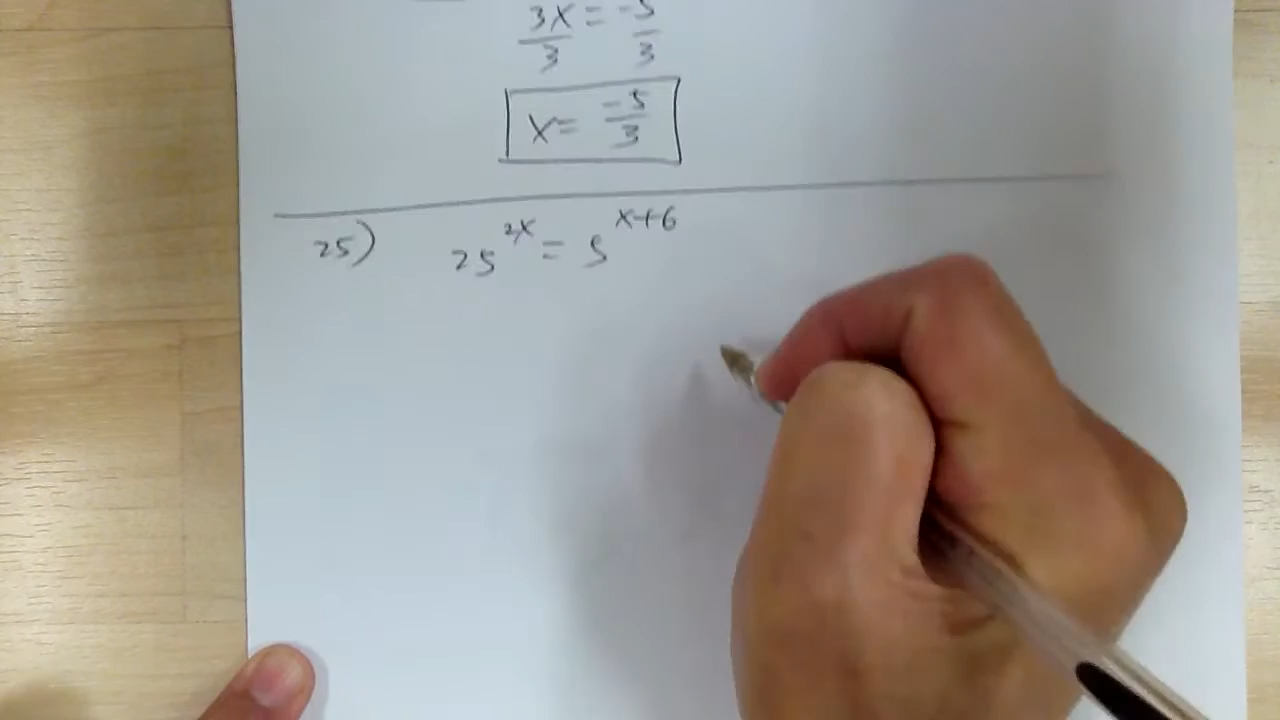 3x = -5
3 3
x = -5/3
25) 25^2x = 5^x+6